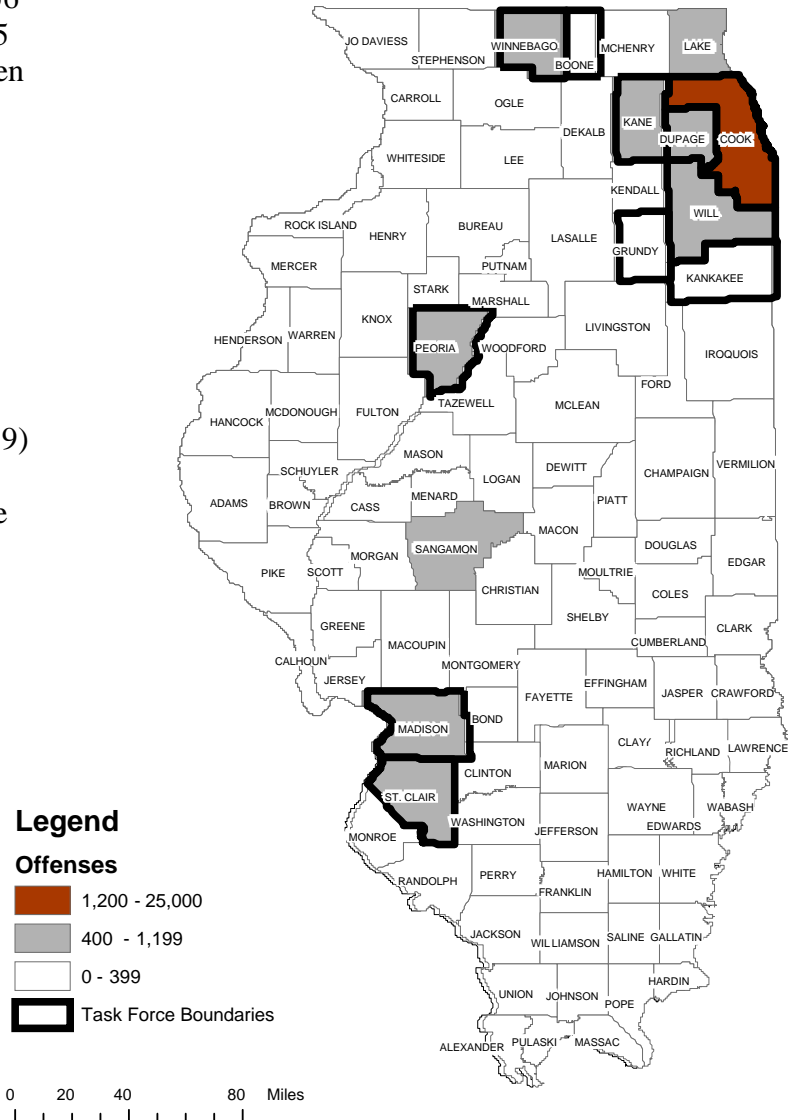 5
en
9)
e
JO DAVIESS
STEPHENSON
WINNEBAGO
BOONE
MCHENRY
LAKE
CARROLL
OGLE
DEKALB
KANE
DUPAGE
COOK
WHITESIDE
LEE
KENDALL
WILL
ROCK ISLAND
HENRY
BUREAU
LASALLE
GRUNDY
MERCER
PUTNAM
KANKAKEE
STARK
MARSHALL
KNOX
LIVINGSTON
HENDERSON
WARREN
PEORIA
WOODFORD
IROQUOIS
FORD
TAZEWELL
MCLEAN
HANCOCK
MCDONOUGH
FULTON
MASON
LOGAN
DEWITT
CHAMPAIGN
VERMILION
SCHUYLER
ADAMS
BROWN
CASS
MENARD
PIATT
MACON
SANGAMON
DOUGLAS
MORGAN
EDGAR
PIKE
SCOTT
MOULTRIE
CHRISTIAN
COLES
SHELBY
GREENE
CLARK
MACOUPIN
CUMBERLAND
CALHOUN
MONTGOMERY
JERSEY
EFFINGHAM
FAYETTE
JASPER
CRAWFORD
BOND
MADISON
CLAY
RICHLAND
LAWRENCE
MARION
CLINTON
ST. CLAIR
WAYNE
WABASH
WASHINGTON
EDWARDS
JEFFERSON
MONROE
RANDOLPH
PERRY
HAMILTON
WHITE
FRANKLIN
JACKSON
WILLIAMSON
SALINE
GALLATIN
HARDIN
UNION
JOHNSON
POPE
ALEXANDER
PULASKI
MASSAC
Legend
Offenses
1,200 - 25,000
400 - 1,199
0 - 399
Task Force Boundaries
0 20 40 80 Miles